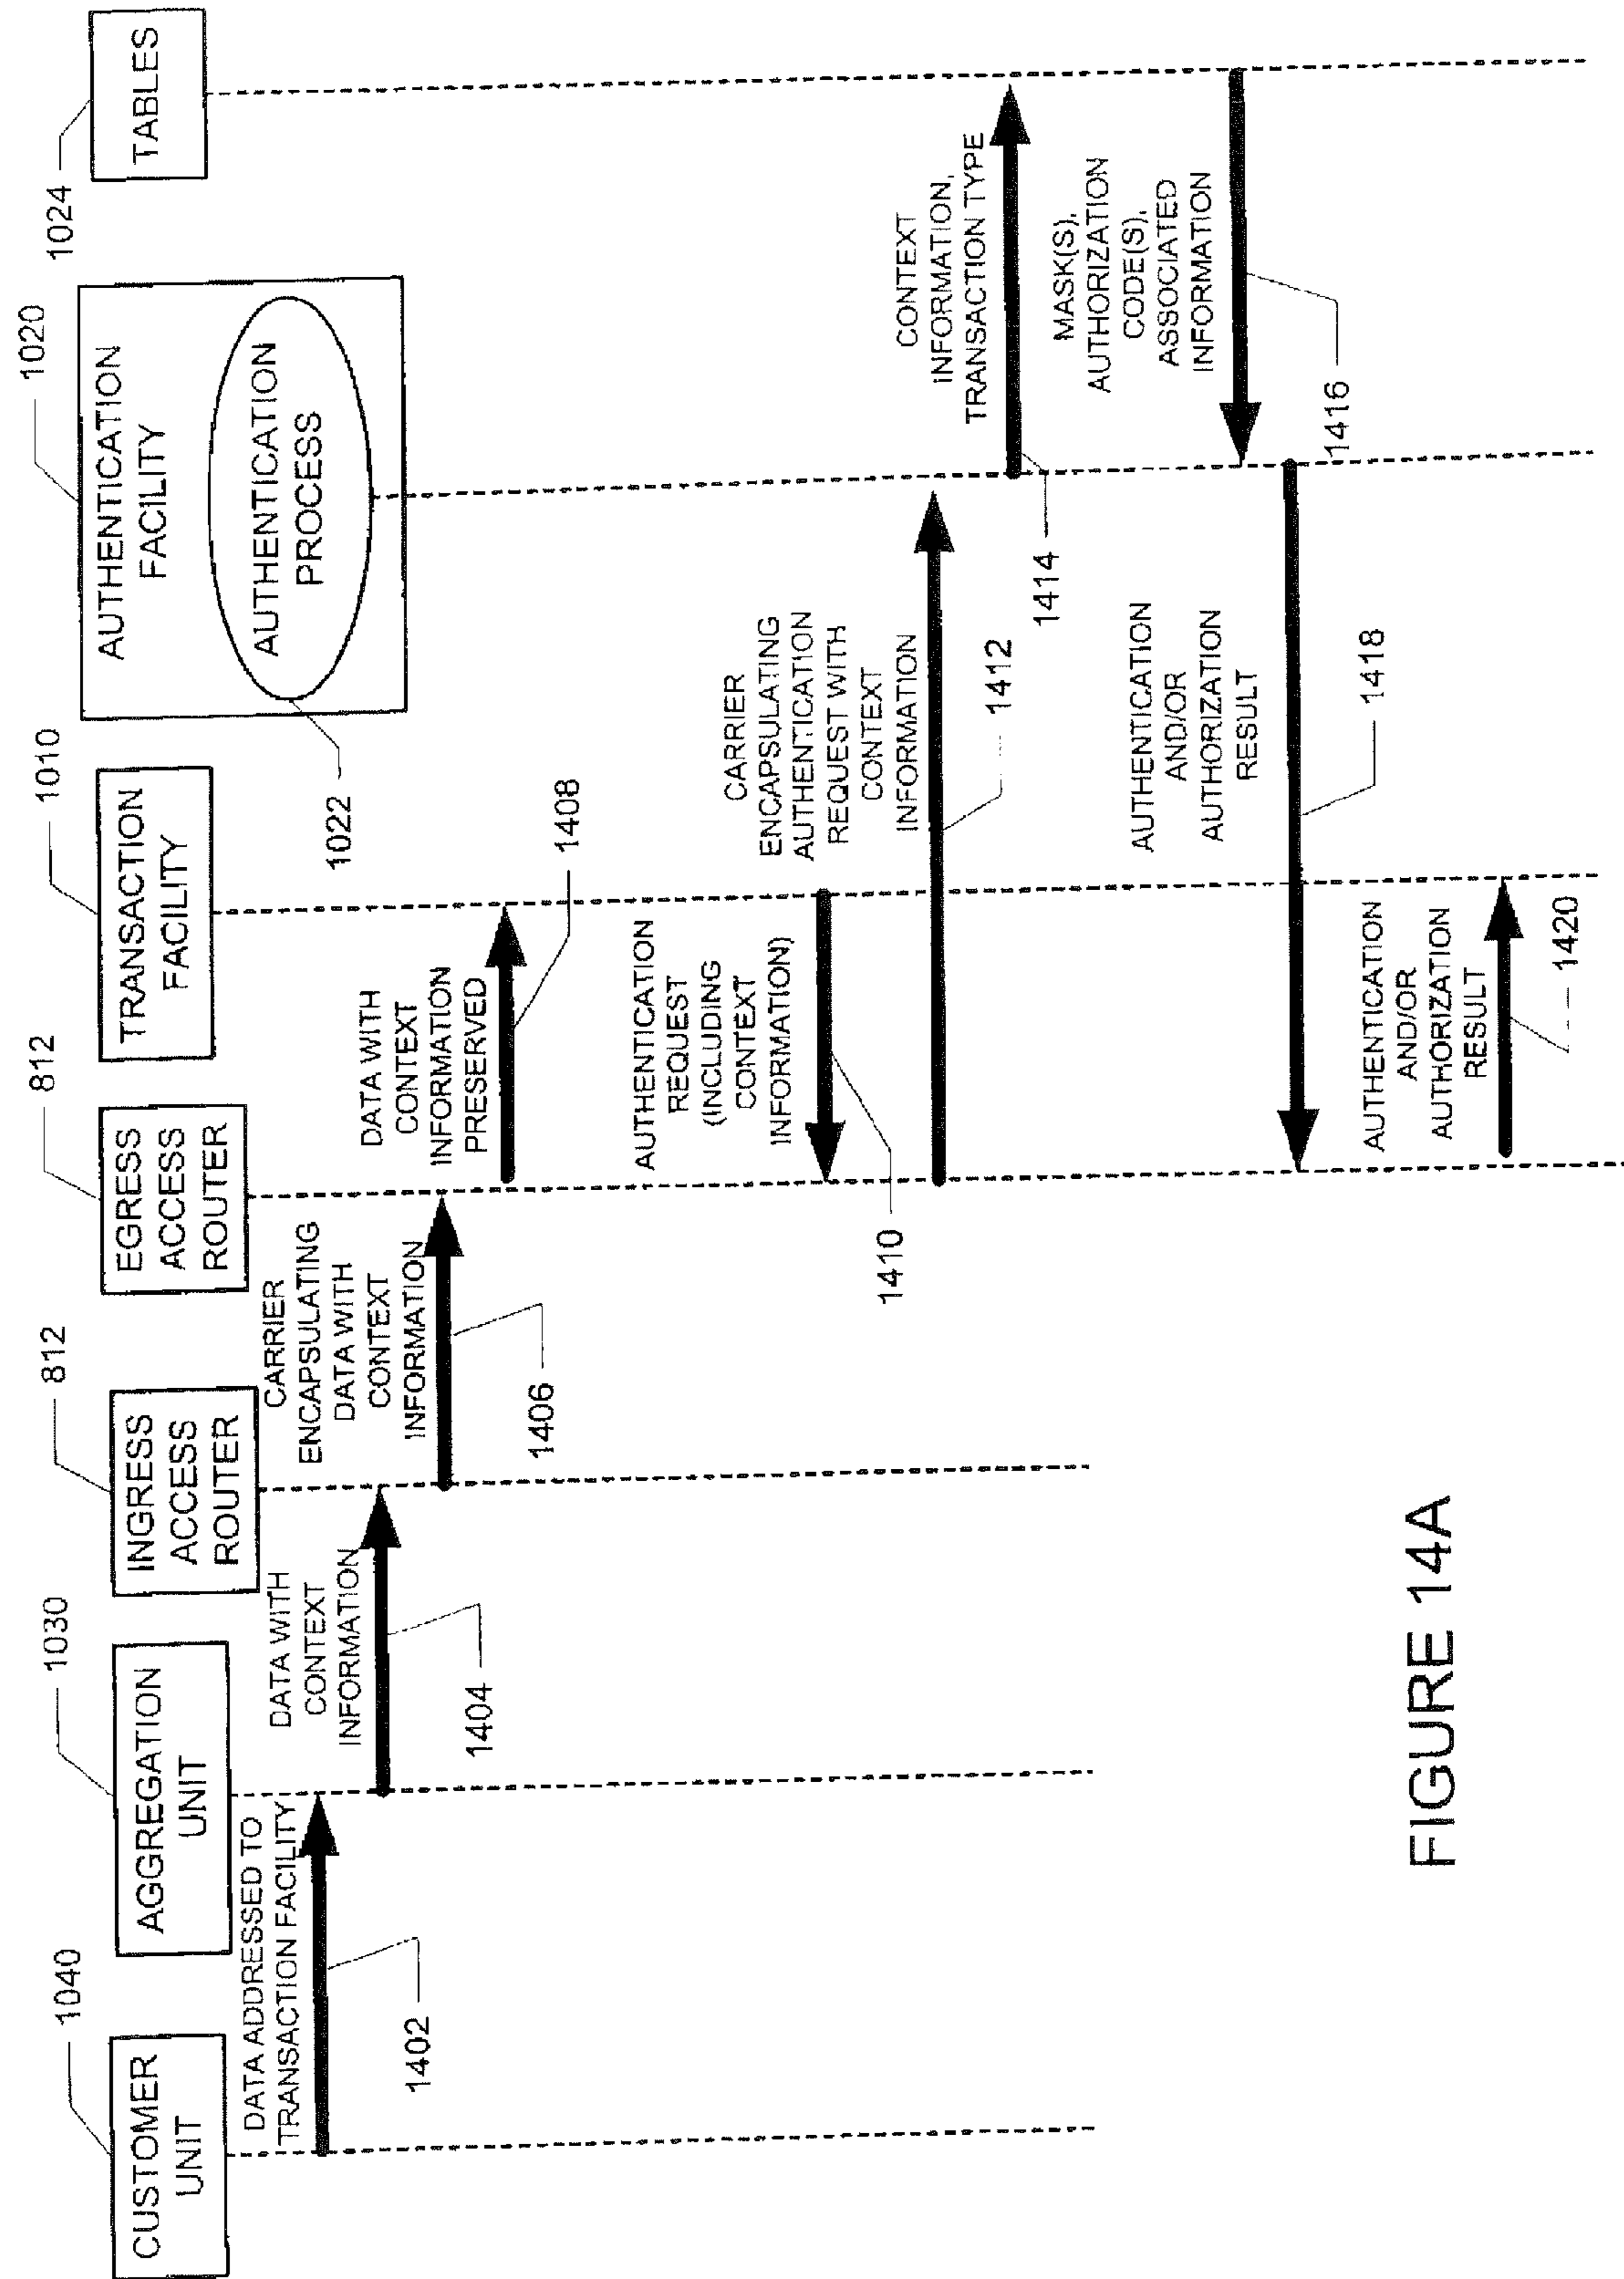 1040
1030
812
812
1010
1020
1024
CUSTOMER
UNIT
AGGREGATION
UNIT
INGRESS
ACCESS
ROUTER
EGRESS
ACCESS
ROUTER
TRANSACTION
FACILITY
AUTHENTICATION
FACILITY
AUTHENTICATION
PROCESS
1022
TABLES
DATA ADDRESSED TO
TRANSACTION FACILITY
1402
DATA WITH
CONTEXT
INFORMATION
1404
CARRIER
ENCAPSULATING
DATA WITH
CONTEXT
INFORMATION
1406
DATA WITH
CONTEXT
INFORMATION
PRESERVED
1408
AUTHENTICATION
REQUEST
(INCLUDING
CONTEXT
INFORMATION)
1410
CARRIER
ENCAPSULATING
AUTHENTICATION
REQUEST WITH
CONTEXT
INFORMATION
1412
CONTEXT
INFORMATION,
TRANSACTION TYPE
1414
MASK(S),
AUTHORIZATION
CODE(S),
ASSOCIATED
INFORMATION
1416
AUTHENTICATION
AND/OR
AUTHORIZATION
RESULT
1418
AUTHENTICATION
AND/OR
AUTHORIZATION
RESULT
1420
FIGURE 14A